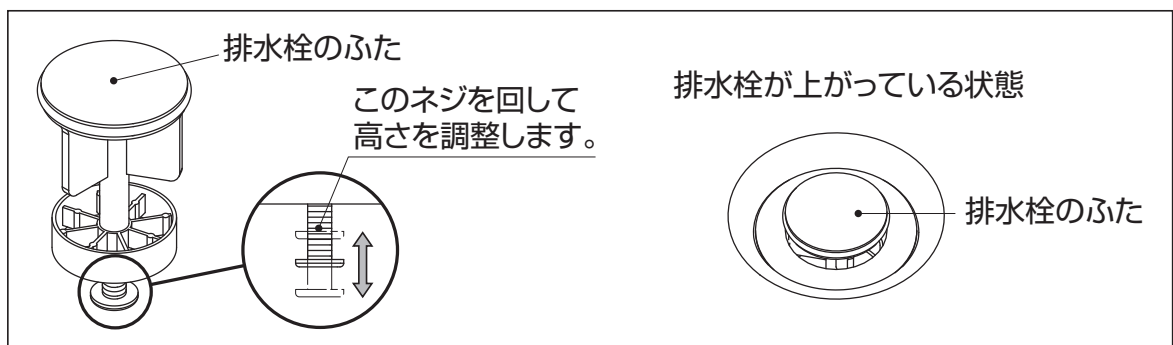 排水栓のふた
このネジを回して
高さを調整します。
排水栓が上がっている状態
排水栓のふた